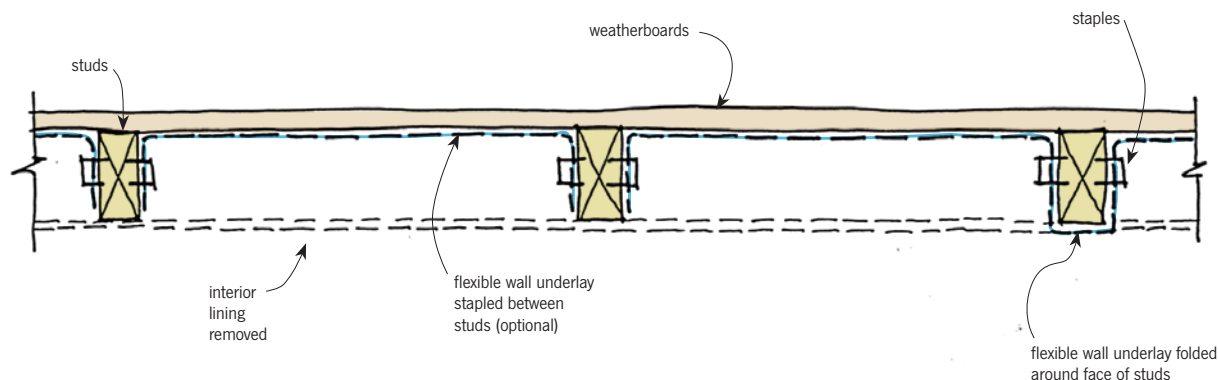 staples
weatherboards
studs
interior
lining
removed
flexible wall underlay
stapled between
studs (optional)
flexible wall underlay folded
around face of studs